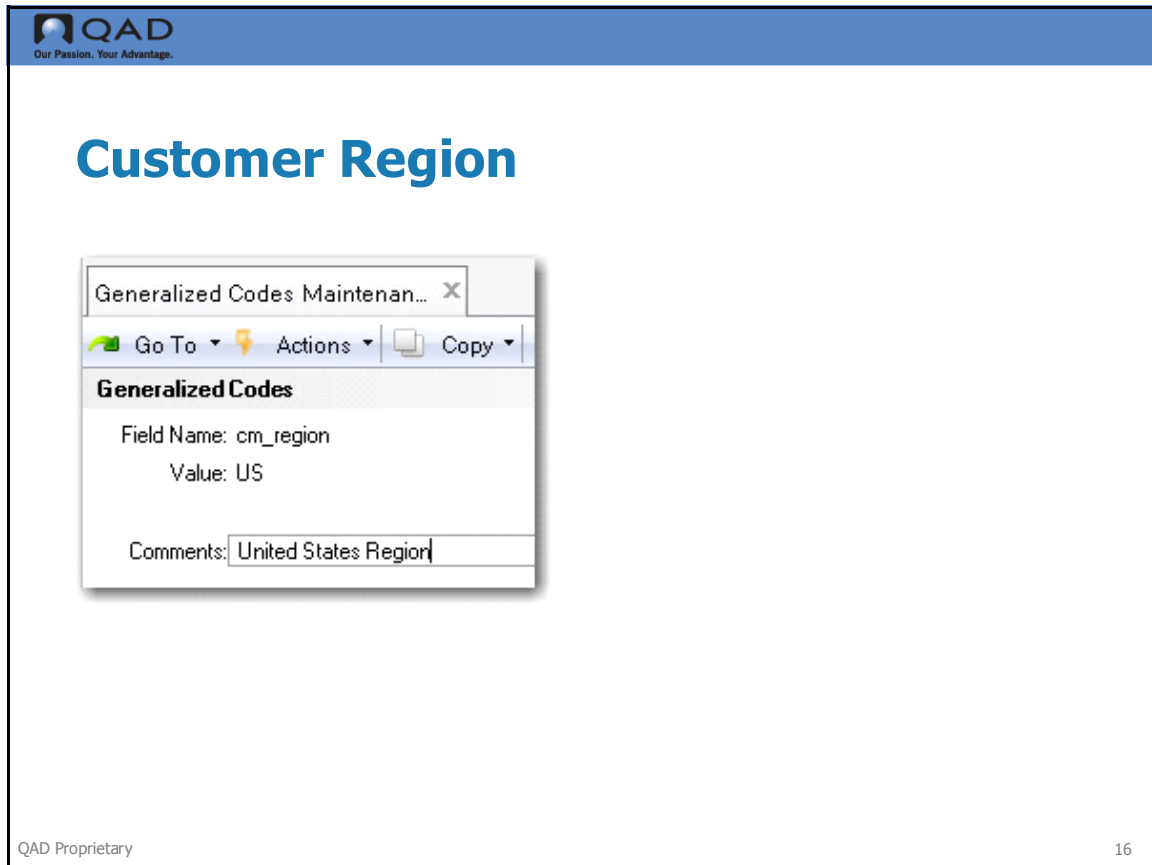 QAD
Our Passion. Your Advantage.
Customer Region
Generalized Codes Maintenan...
Go To Actions Copy
Generalized Codes
Field Name: cm_region
Value: US
Comments: United States Region
QAD Proprietary 16